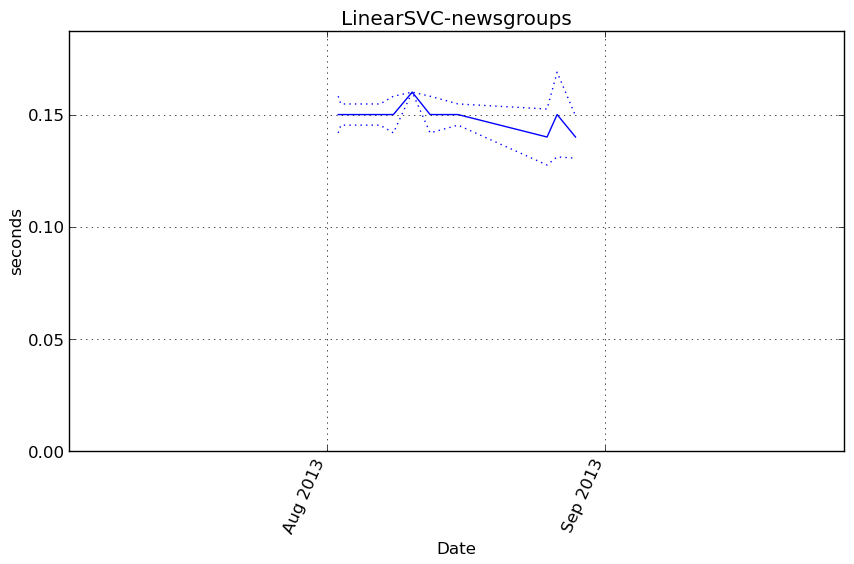 LinearSVC-newsgroups
0.15
0.10
0.05
0.00
seconds
Aug 2013
Sep 2013
Date